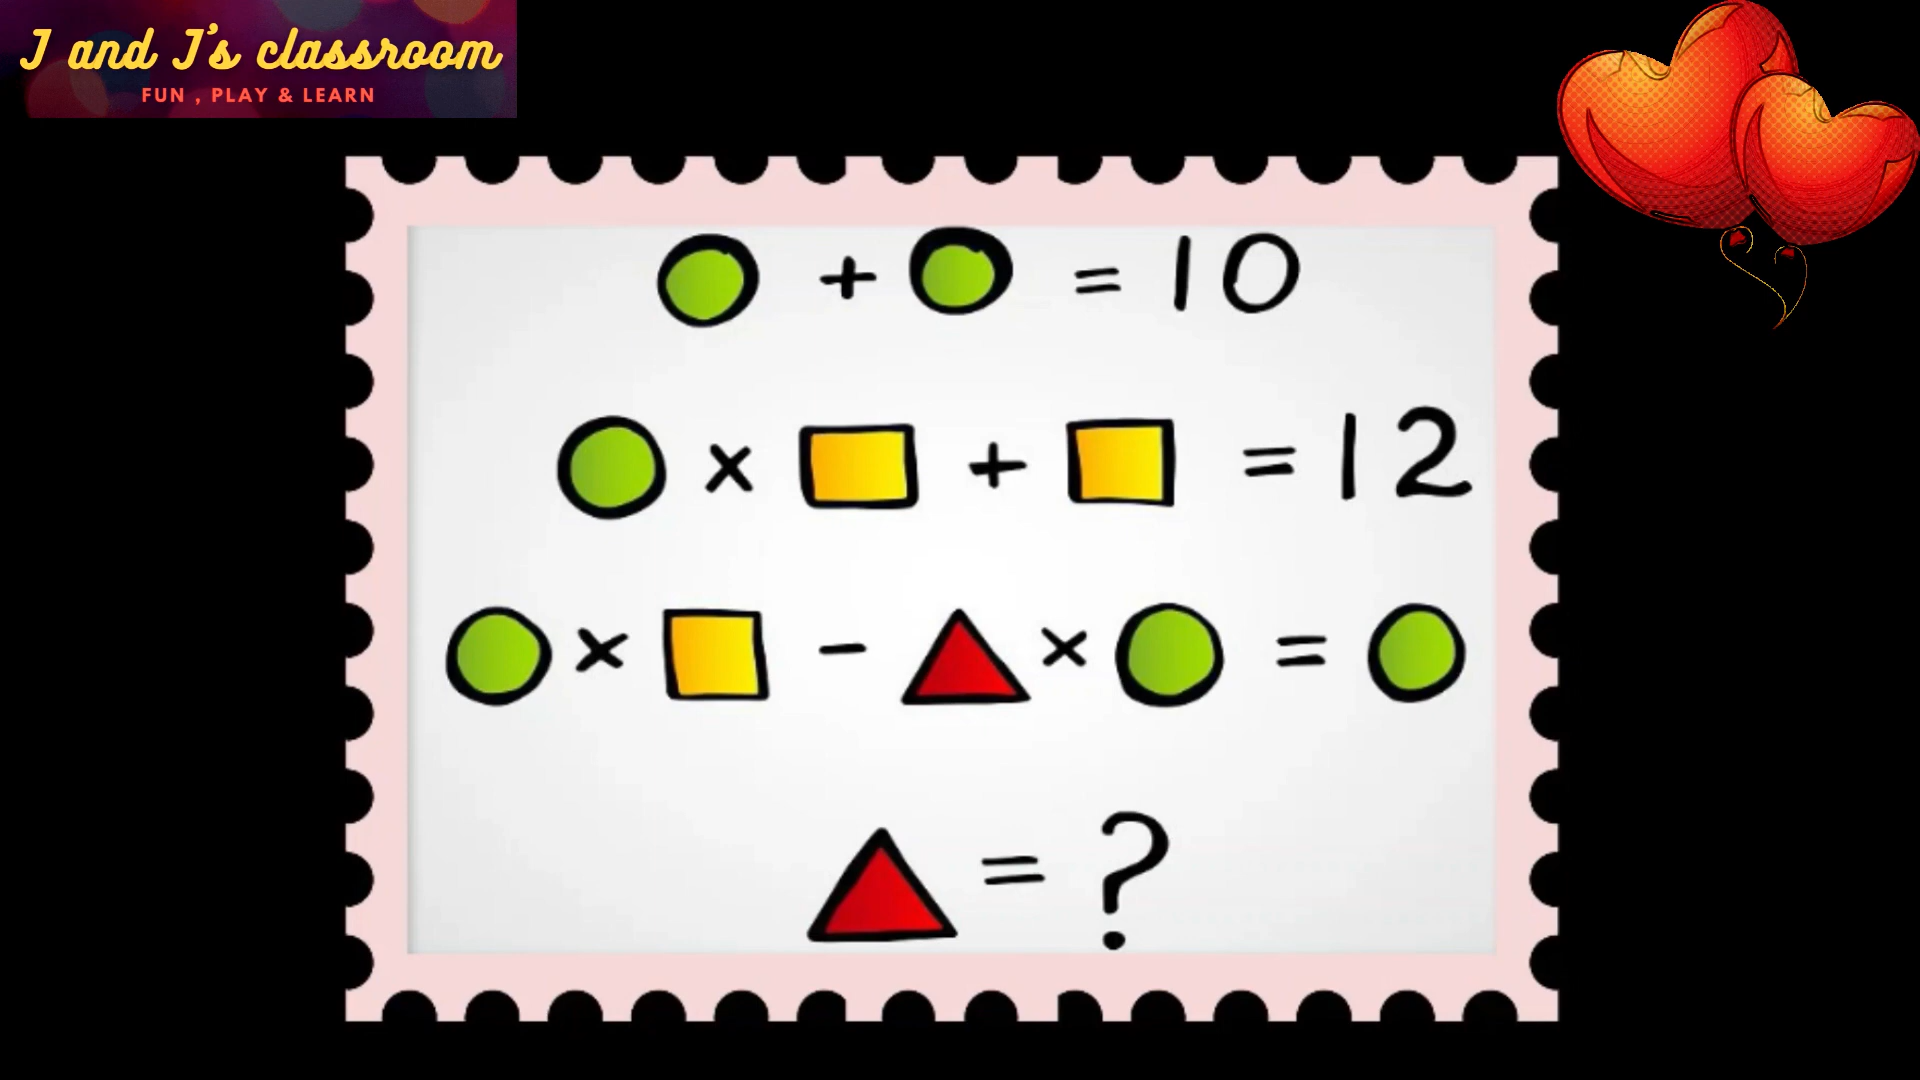 J and J's classroom
FUN , PLAY & LEARN
+ = 10
× + = 12
× - × =
= ?